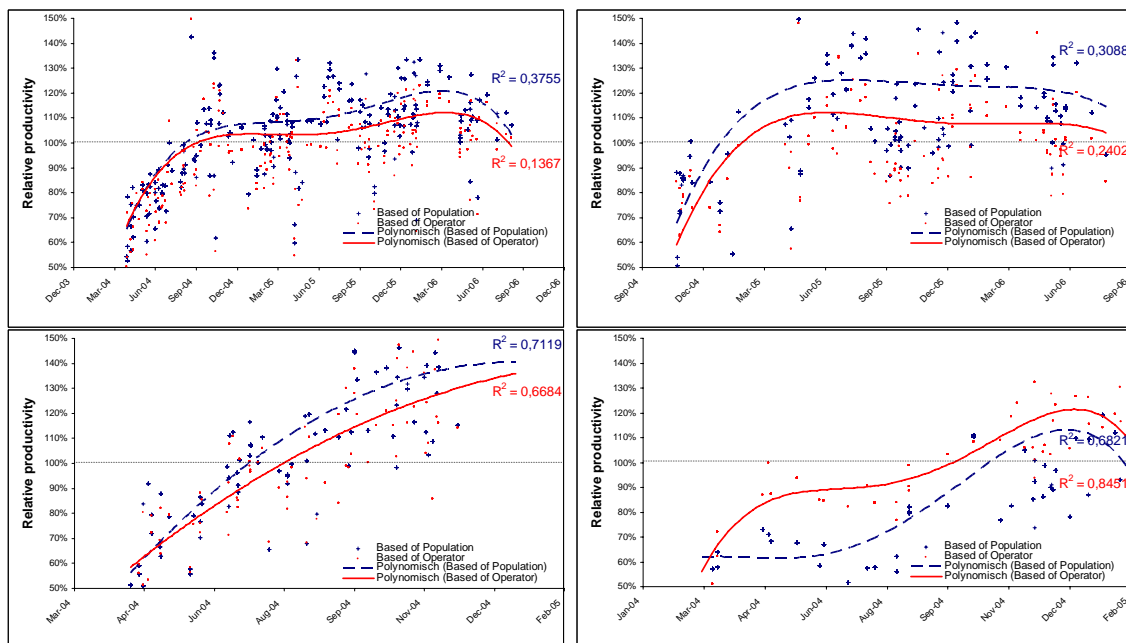 150%
140%
130%
120%
110%
100%
90%
80%
70%
60%
50%
Relative productivity
R² = 0,3755
R² = 0,1367
Based of Population
Based of Operator
Polynomisch (Based of Population)
Polynomisch (Based of Operator)
Dec-03
Mar-04
Jun-04
Sep-04
Dec-04
Mar-05
Jun-05
Sep-05
Dec-05
Mar-06
Jun-06
Sep-06
Dec-06
150%
140%
130%
120%
110%
100%
90%
80%
70%
60%
50%
Relative productivity
R² = 0,3088
R² = 0,2402
Based of Population
Based of Operator
Polynomisch (Based of Population)
Polynomisch (Based of Operator)
Sep-04
Dec-04
Mar-05
Jun-05
Sep-05
Dec-05
Mar-06
Jun-06
Sep-06
150%
140%
130%
120%
110%
100%
90%
80%
70%
60%
50%
Relative productivity
R² = 0,7119
R² = 0,6684
Based of Population
Based of Operator
Polynomisch (Based of Population)
Polynomisch (Based of Operator)
Mar-04
Apr-04
Jun-04
Aug-04
Sep-04
Nov-04
Dec-04
Feb-05
150%
140%
130%
120%
110%
100%
90%
80%
70%
60%
50%
Relative productivity
R² = 0,6821
R² = 0,8451
Based of Population
Based of Operator
Polynomisch (Based of Population)
Polynomisch (Based of Operator)
Jan-04
Mar-04
Apr-04
Jun-04
Aug-04
Sep-04
Nov-04
Dec-04
Feb-05